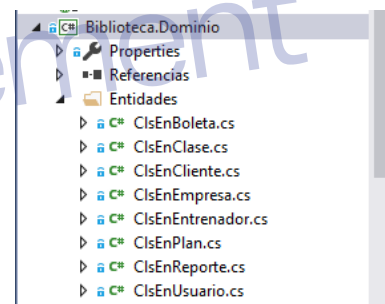 C# Biblioteca.Dominio
Properties
Referencias
Entidades
C# ClsEnBoleta.cs
C# ClsEnClase.cs
C# ClsEnCliente.cs
C# ClsEnEmpresa.cs
C# ClsEnEntrenador.cs
C# ClsEnPlan.cs
C# ClsEnReporte.cs
C# ClsEnUsuario.cs
ement